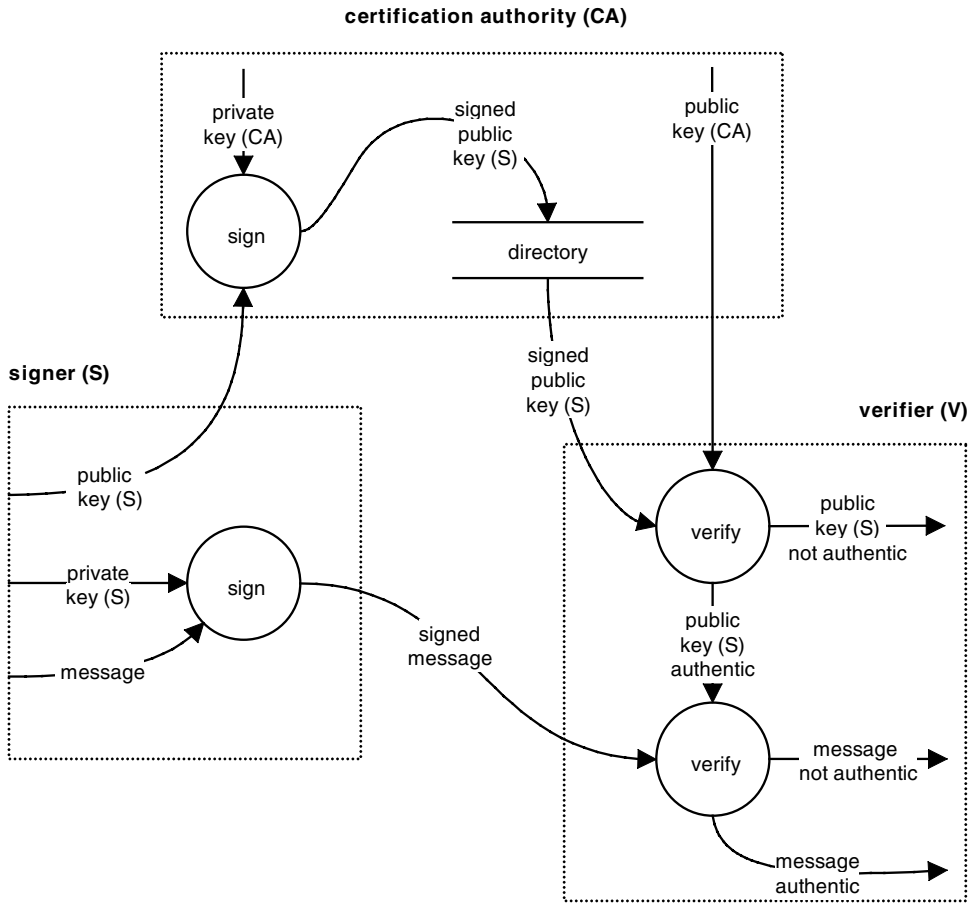 certification authority (CA)
private
key (CA)
signed
public
key (S)
public
key (CA)
sign
directory
signed
public
key (S)
signer (S)
public
key (S)
private
key (S)
message
sign
signed
message
verifier (V)
verify
public
key (S)
not authentic
public
key (S)
authentic
verify
message
not authentic
message
authentic